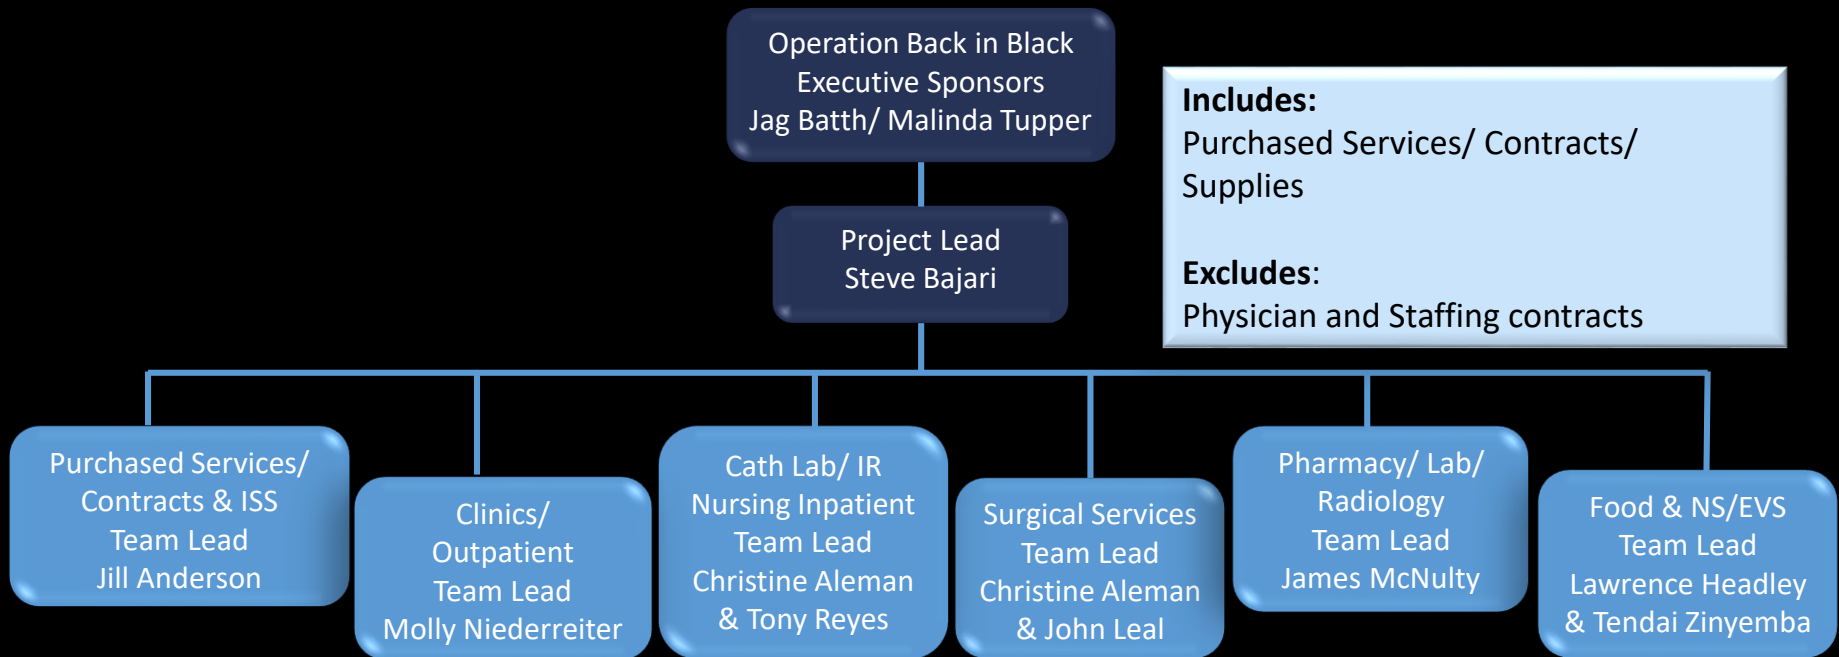 Operation Back in Black
Executive Sponsors
Jag Batth/ Malinda Tupper
Includes:
Purchased Services/ Contracts/
Supplies
Excludes:
Physician and Staffing contracts
Project Lead
Steve Bajari
Purchased Services/
Contracts & ISS
Team Lead
Jill Anderson
Clinics/
Outpatient
Team Lead
Molly Niederreiter
Cath Lab/ IR
Nursing Inpatient
Team Lead
Christine Aleman
& Tony Reyes
Surgical Services
Team Lead
Christine Aleman
& John Leal
Pharmacy/ Lab/
Radiology
Team Lead
James McNulty
Food & NS/EVS
Team Lead
Lawrence Headley
& Tendai Zinyemba